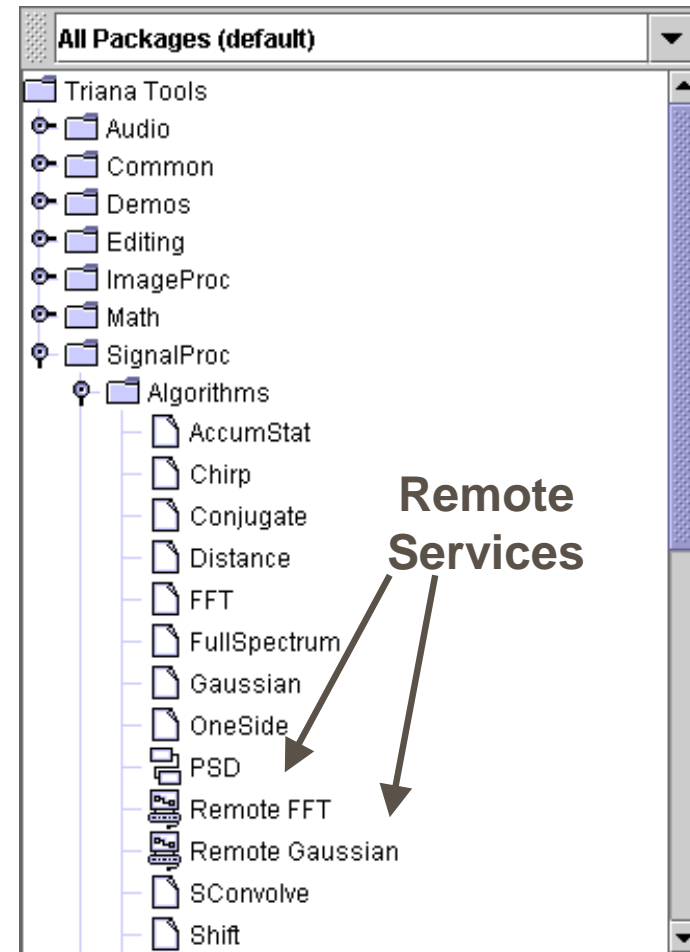 All Packages (default)
Triana Tools
Audio
Common
Demos
Editing
ImageProc
Math
SignalProc
Algorithms
AccumStat
Chirp
Conjugate
Distance
FFT
FullSpectrum
Gaussian
OneSide
PSD
Remote FFT
Remote Gaussian
SConvolve
Shift
Remote
Services